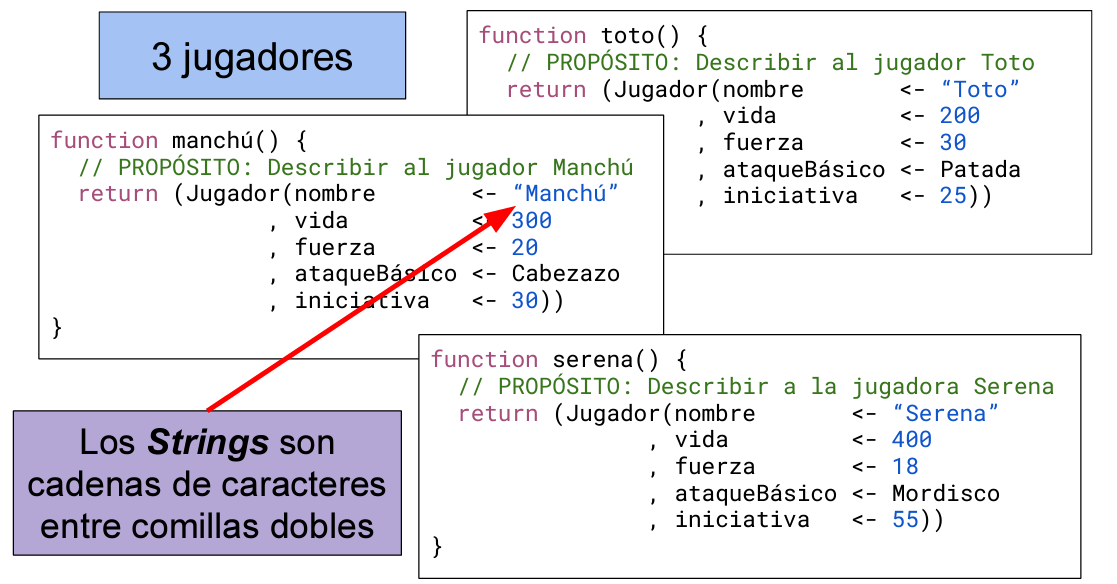 3 jugadores
function toto() {
// PROPÓSITO: Describir al jugador Toto
return (Jugador(nombre <- “Toto”
, vida <- 200
, fuerza <- 30
, ataqueBásico <- Patada
, iniciativa <- 25))
function manchú() {
// PROPÓSITO: Describir al jugador Manchú
return (Jugador(nombre <- “Manchú”
, vida <- 300
, fuerza <- 20
, ataqueBásico <- Cabezazo
, iniciativa <- 30))
}
function serena() {
// PROPÓSITO: Describir a la jugadora Serena
return (Jugador(nombre <- “Serena”
, vida <- 400
, fuerza <- 18
, ataqueBásico <- Mordisco
, iniciativa <- 55))
}
Los Strings son
cadenas de caracteres
entre comillas dobles